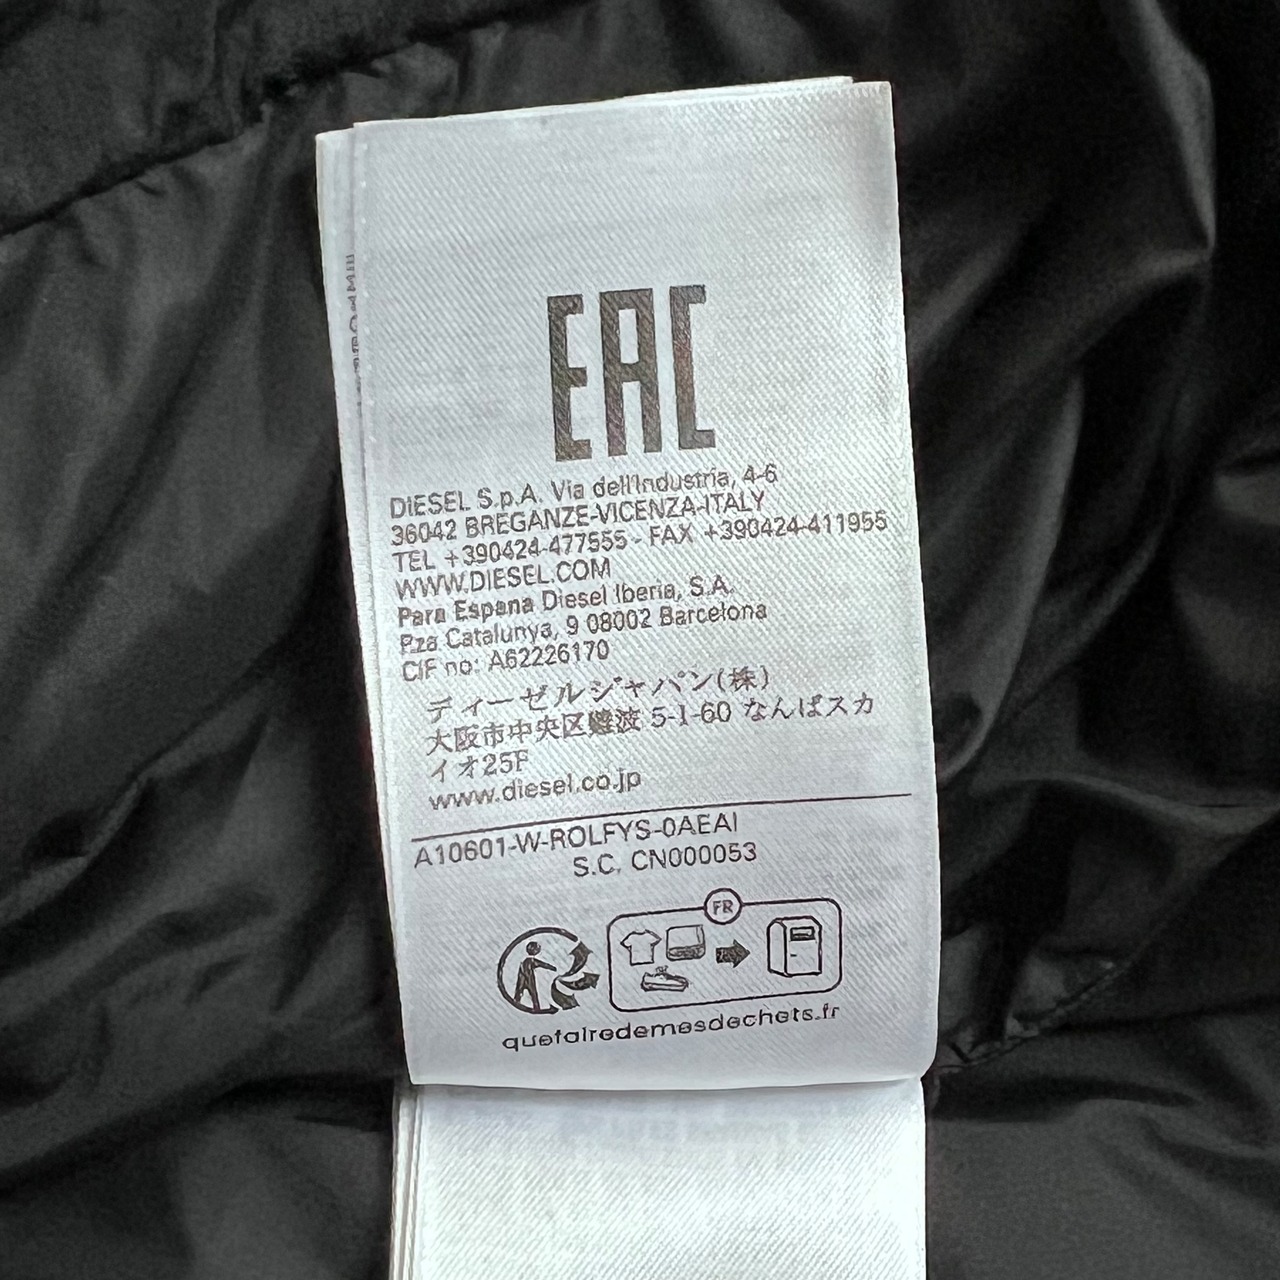 EAC
DIESEL S.p.A. Via dell'Industria, 4-6
36042 BREGANZE-VICENZA-ITALY
TEL +390424-477555 - FAX +390424-411955
WWW.DIESEL.COM
Para Espana Diesel Iberia, S.A.
Pza Catalunya, 9 08002 Barcelona
CIF no: A62226170
ディーゼルジャパン(株)
大阪市中央区難波 5-1-60 なんばスカ
イオ25F
www.diesel.co.jp
A10601-W-ROLFYS-0AEAI
S.C. CN000053
FR
quefairedemesdechets.fr